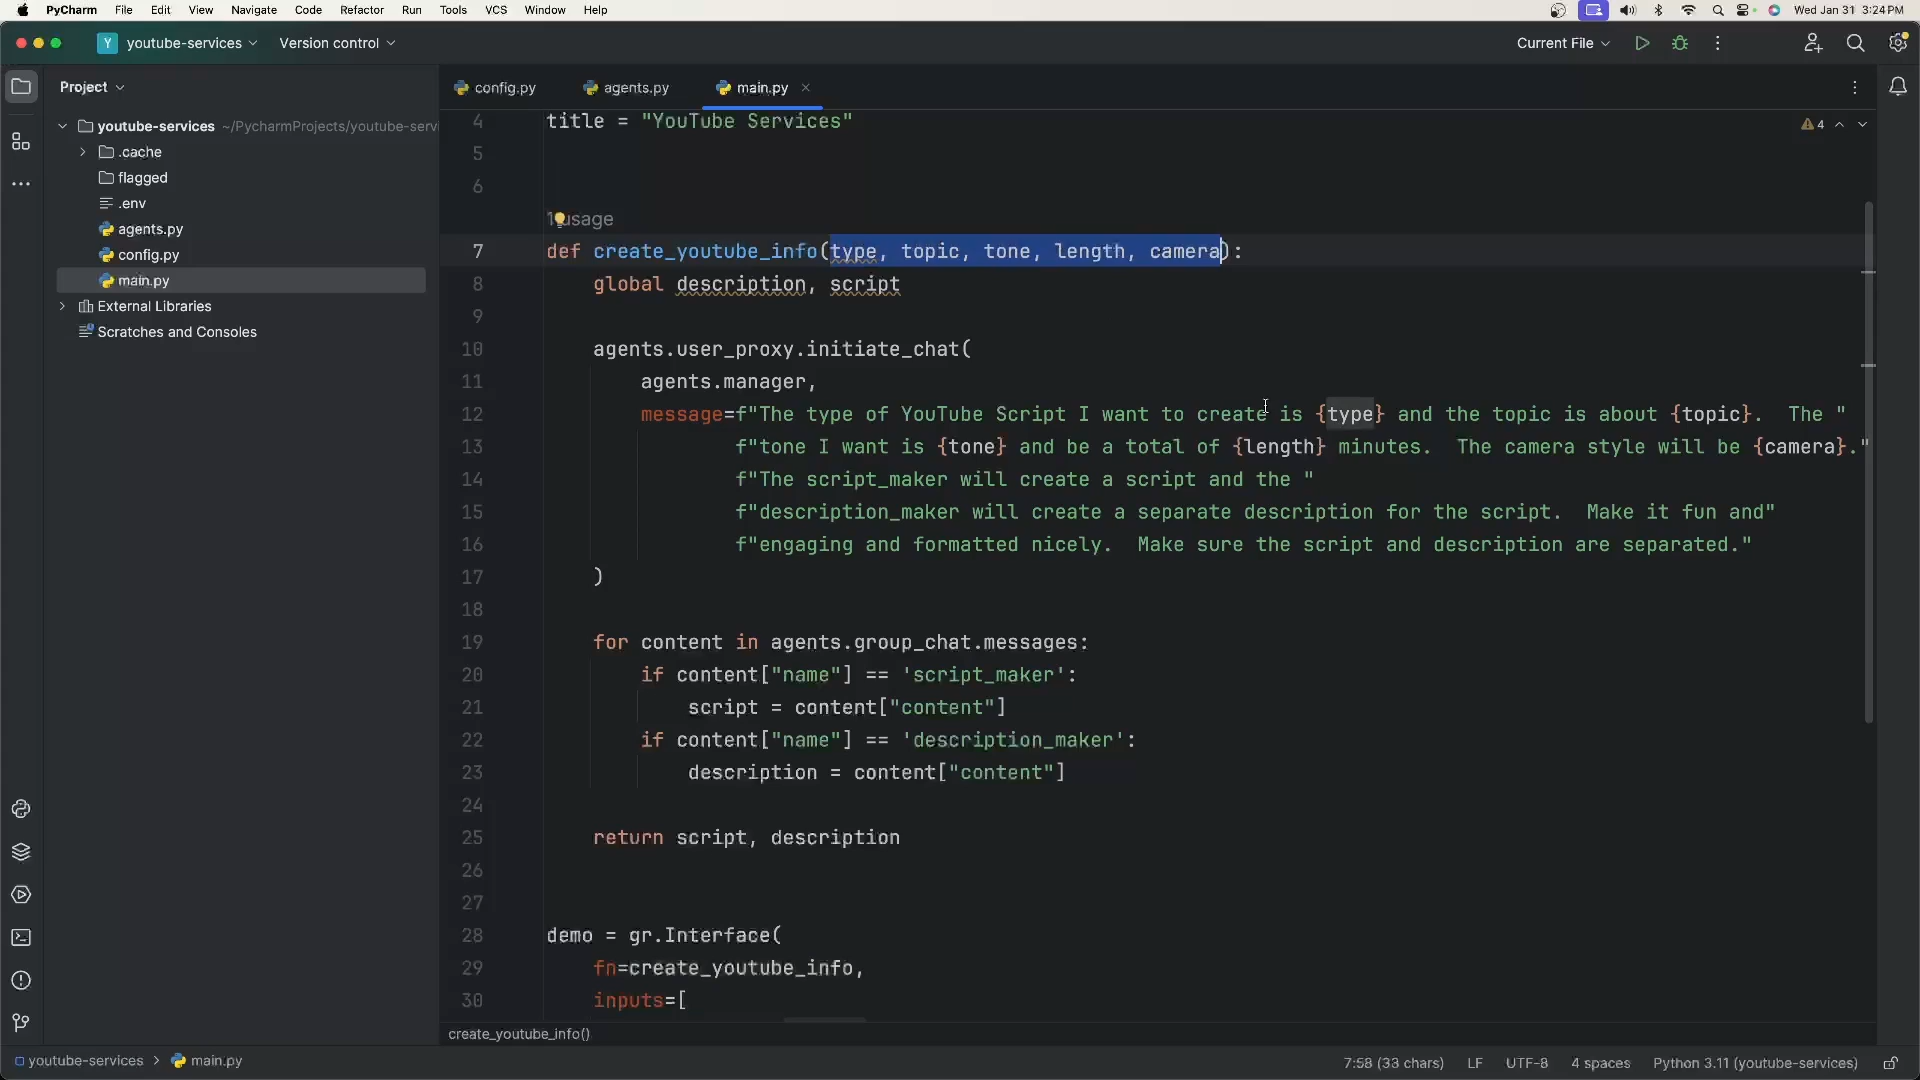 PyCharm File Edit View Navigate Code Refactor Run Tools VCS Window Help Wed Jan 31 3:24 PM
Y youtube-services Version control Current File
Project
config.py agents.py main.py
youtube-services ~/PycharmProjects/youtube-serv
.cache
flagged
.env
agents.py
config.py
main.py
External Libraries
Scratches and Consoles
4
4 title = "YouTube Services"
5
6
usage
7 def create_youtube_info(type, topic, tone, length, camera):
8 global description, script
9
10 agents.user_proxy.initiate_chat(
11 agents.manager,
12 message=f"The type of YouTube Script I want to create is {type} and the topic is about {topic}.  The "
13 f"tone I want is {tone} and be a total of {length} minutes.  The camera style will be {camera}."
14 f"The script_maker will create a script and the "
15 f"description_maker will create a separate description for the script.  Make it fun and"
16 f"engaging and formatted nicely.  Make sure the script and description are separated."
17 )
18
19 for content in agents.group_chat.messages:
20 if content["name"] == 'script_maker':
21 script = content["content"]
22 if content["name"] == 'description_maker':
23 description = content["content"]
24
25 return script, description
26
27
28 demo = gr.Interface(
29 fn=create_youtube_info,
30 inputs=[
create_youtube_info()
youtube-services > main.py 7:58 (33 chars) LF UTF-8 4 spaces Python 3.11 (youtube-services)